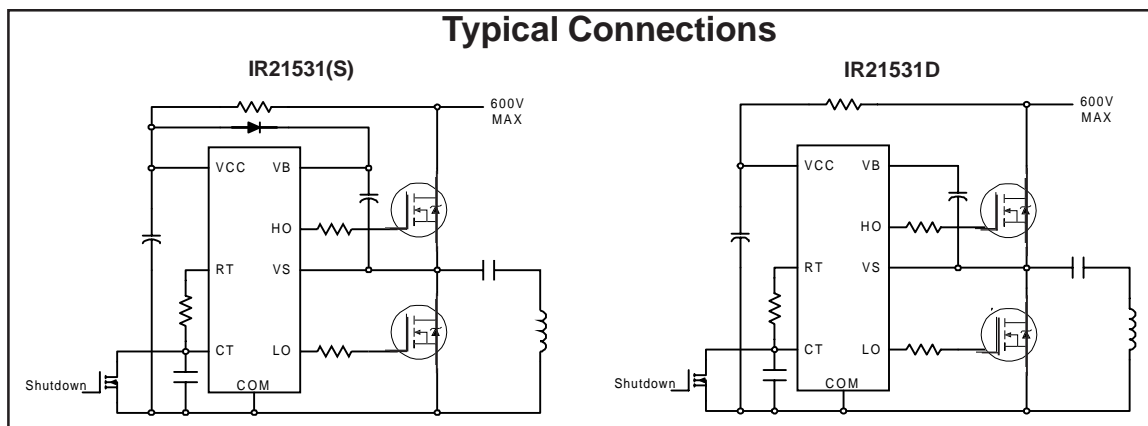 Typical Connections
IR21531(S)
600V
MAX
VCC
VB
HO
RT
VS
CT
LO
COM
Shutdown
IR21531D
600V
MAX
VCC
VB
HO
RT
VS
CT
LO
COM
Shutdown